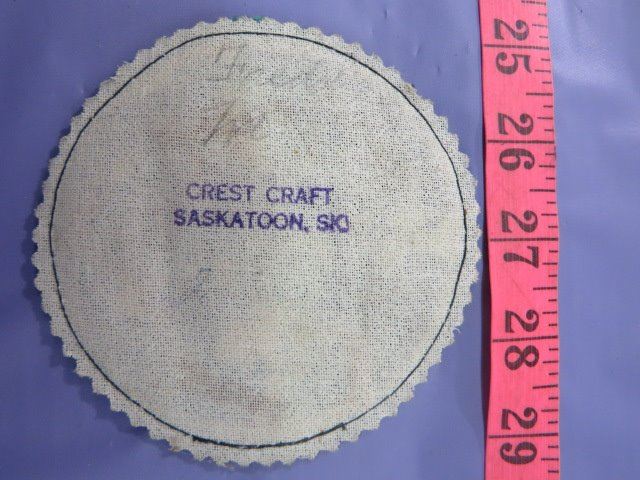 CREST CRAFT
SASKATOON, SK
25
26
27
28
29